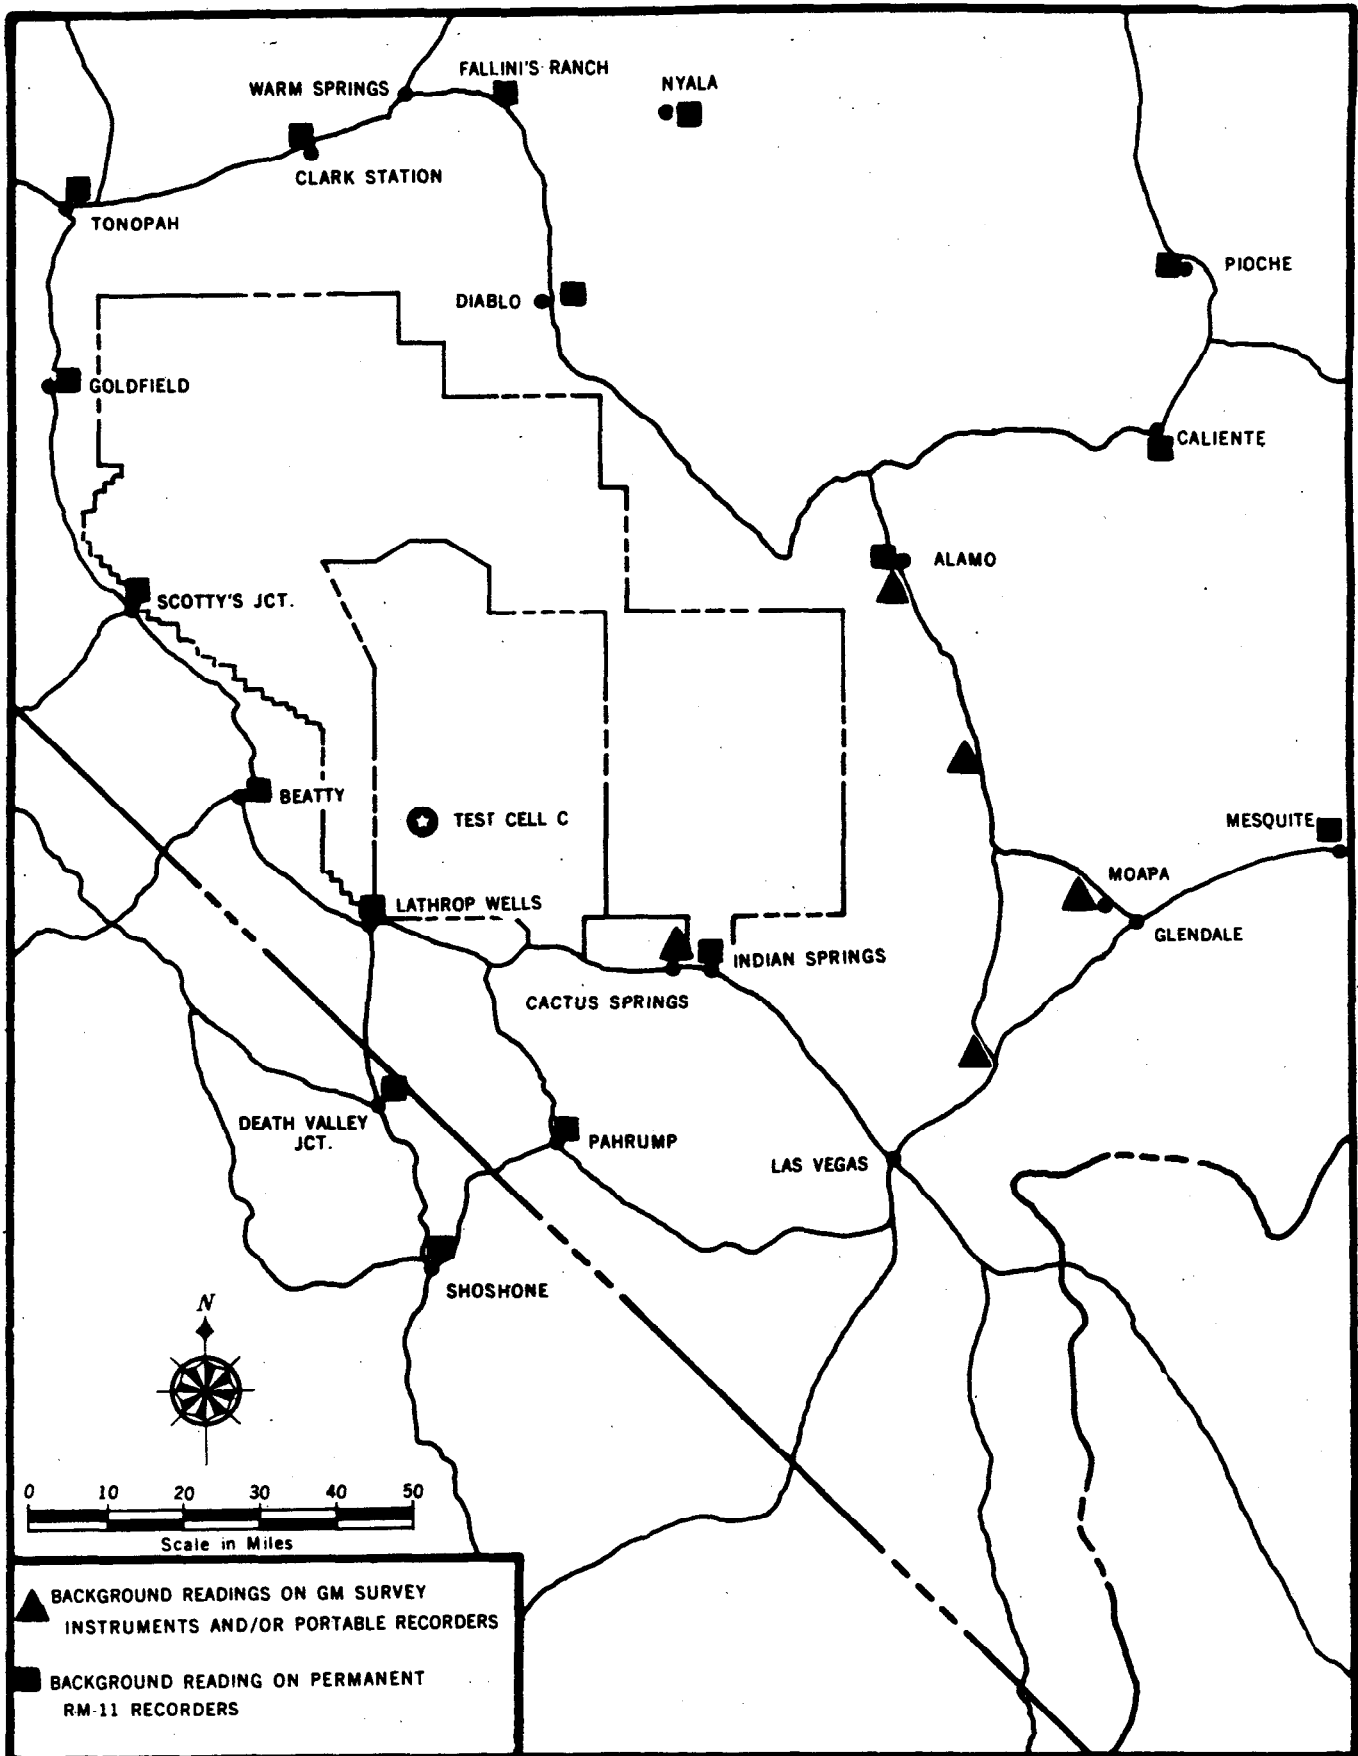 FALLINI'S RANCH
WARM SPRINGS
NYALA
CLARK STATION
TONOPAH
PIOCHE
DIABLO
GOLDFIELD
CALIENTE
ALAMO
SCOTTY'S JCT.
BEATTY
TEST CELL C
MESQUITE
MOAPA
LATHROP WELLS
GLENDALE
INDIAN SPRINGS
CACTUS SPRINGS
DEATH VALLEY
JCT.
PAHRUMP
LAS VEGAS
SHOSHONE
N
0 10 20 30 40 50
Scale in Miles
BACKGROUND READINGS ON GM SURVEY
INSTRUMENTS AND/OR PORTABLE RECORDERS
BACKGROUND READING ON PERMANENT
RM-11 RECORDERS